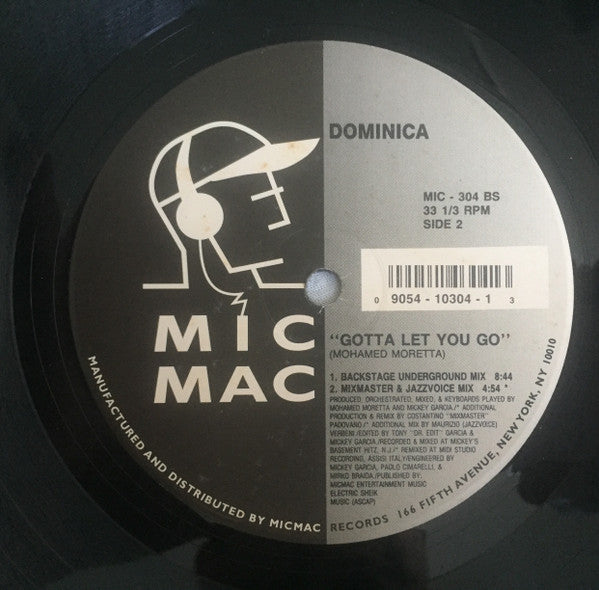 DOMINICA
MIC - 304 BS
33 1/3 RPM
SIDE 2
0 9054 - 10304 - 1 3
MIC
MAC
"GOTTA LET YOU GO"
(MOHAMED MORETTA)
1. BACKSTAGE UNDERGROUND MIX 8:44
2. MIXMASTER & JAZZVOICE MIX 4:54 *
PRODUCED, ORCHESTRATED, MIXED, & KEYBOARDS PLAYED BY
MOHAMED MORETTA AND MICKEY GARCIA./* ADDITIONAL
PRODUCTION & REMIX BY COSTANTINO "MIXMASTER"
PADOVANO./* ADDITIONAL MIX BY MAURIZIO (JAZZVOICE)
VERBENI./EDITED BY TONY "DR. EDIT" GARCIA &
MICKEY GARCIA./RECORDED & MIXED AT MICKEY'S
BASEMENT HITZ, N.J./* REMIXED AT MIDI STUDIO
RECORDING, ASSISI ITALY/ENGINEERED BY
MICKEY GARCIA, PAOLO CIMARELLI, &
MIRKO BRAIDA./PUBLISHED BY:
MICMAC ENTERTAINMENT MUSIC
ELECTRIC SHEIK
MUSIC (ASCAP)
MANUFACTURED AND DISTRIBUTED BY MICMAC RECORDS 166 FIFTH AVENUE, NEW YORK, NY 10010